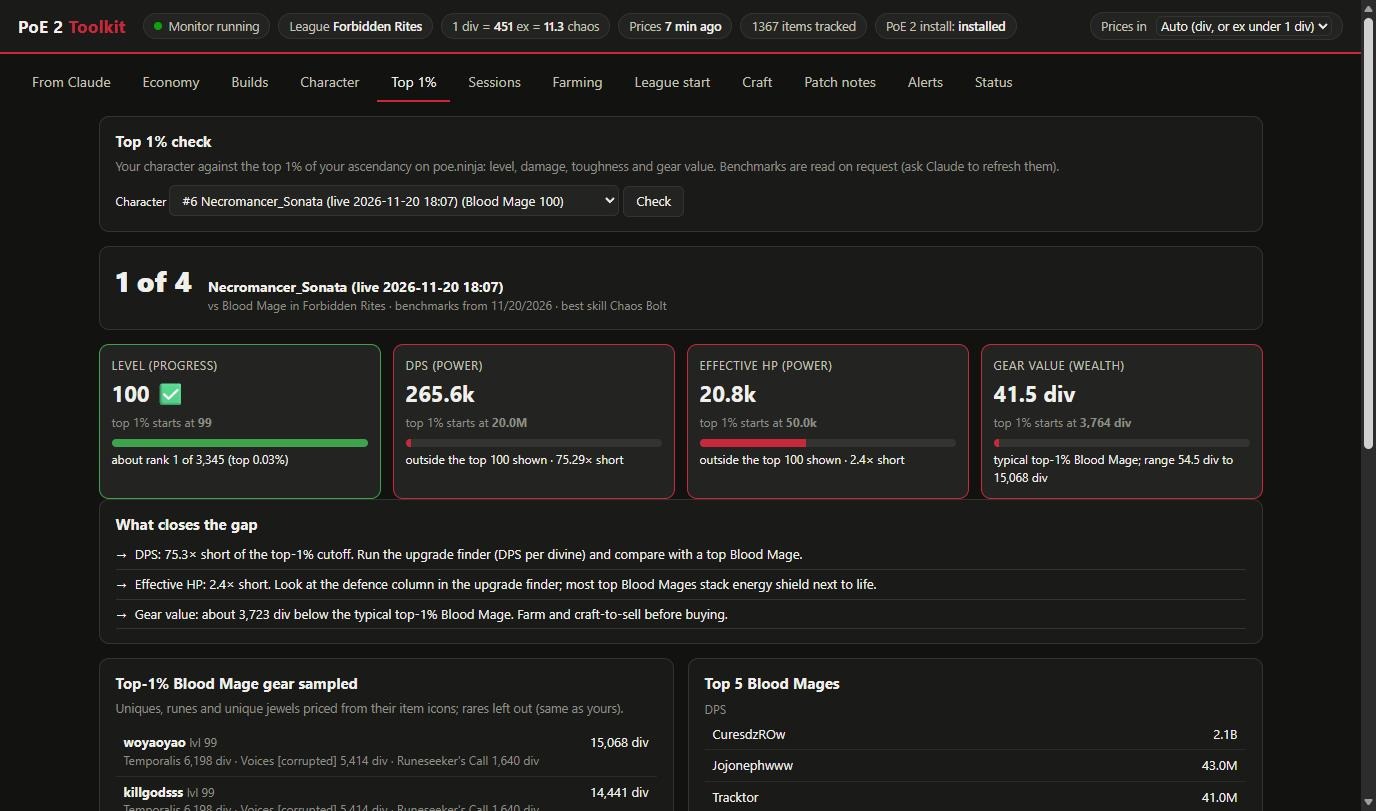 PoE 2 Toolkit
Monitor running
League Forbidden Rites
1 div = 451 ex = 11.3 chaos
Prices 7 min ago
1367 items tracked
PoE 2 install: installed
Prices in Auto (div, or ex under 1 div)
From Claude
Economy
Builds
Character
Top 1%
Sessions
Farming
League start
Craft
Patch notes
Alerts
Status
Top 1% check
Your character against the top 1% of your ascendancy on poe.ninja: level, damage, toughness and gear value. Benchmarks are read on request (ask Claude to refresh them).
Character #6 Necromancer_Sonata (live 2026-11-20 18:07) (Blood Mage 100) Check
1 of 4
Necromancer_Sonata (live 2026-11-20 18:07)
vs Blood Mage in Forbidden Rites · benchmarks from 11/20/2026 · best skill Chaos Bolt
LEVEL (PROGRESS)
100
top 1% starts at 99
about rank 1 of 3,345 (top 0.03%)
DPS (POWER)
265.6k
top 1% starts at 20.0M
outside the top 100 shown · 75.29× short
EFFECTIVE HP (POWER)
20.8k
top 1% starts at 50.0k
outside the top 100 shown · 2.4× short
GEAR VALUE (WEALTH)
41.5 div
top 1% starts at 3,764 div
typical top-1% Blood Mage; range 54.5 div to
15,068 div
What closes the gap
→ DPS: 75.3× short of the top-1% cutoff. Run the upgrade finder (DPS per divine) and compare with a top Blood Mage.
→ Effective HP: 2.4× short. Look at the defence column in the upgrade finder; most top Blood Mages stack energy shield next to life.
→ Gear value: about 3,723 div below the typical top-1% Blood Mage. Farm and craft-to-sell before buying.
Top-1% Blood Mage gear sampled
Uniques, runes and unique jewels priced from their item icons; rares left out (same as yours).
woyaoyao lvl 99 15,068 div
Temporalis 6,198 div · Voices [corrupted] 5,414 div · Runeseeker's Call 1,640 div
killgodsss lvl 99 14,441 div
Temporalis 6,198 div · Voices [corrupted] 5,414 div · Runeseeker's Call 1,640 div
Top 5 Blood Mages
DPS
CuresdzROw 2.1B
Jojonephwww 43.0M
Tracktor 41.0M